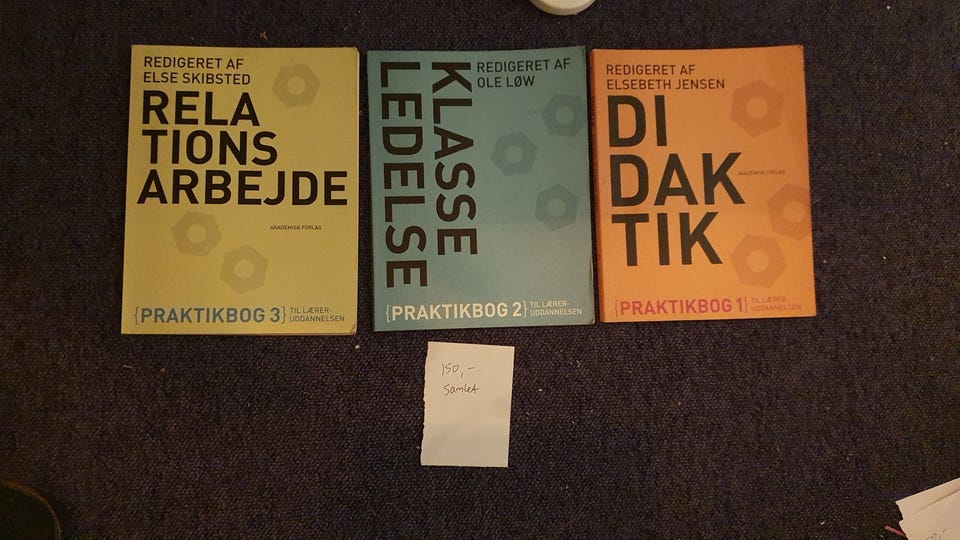 REDIGERET AF
ELSE SKIBSTED
RELA
TIONS
ARBEJDE
AKADEMISK FORLAG
{PRAKTIKBOG 3} TIL LÆRER-
UDDANNELSEN
KLASSE
LEDELSE
REDIGERET AF
OLE LØW
{PRAKTIKBOG 2} TIL LÆRER-
UDDANNELSEN
REDIGERET AF
ELSEBETH JENSEN
DI
DAK
TIK
AKADEMISK FORLAG
{PRAKTIKBOG 1} TIL LÆRER-
UDDANNELSEN
150,-
Samlet